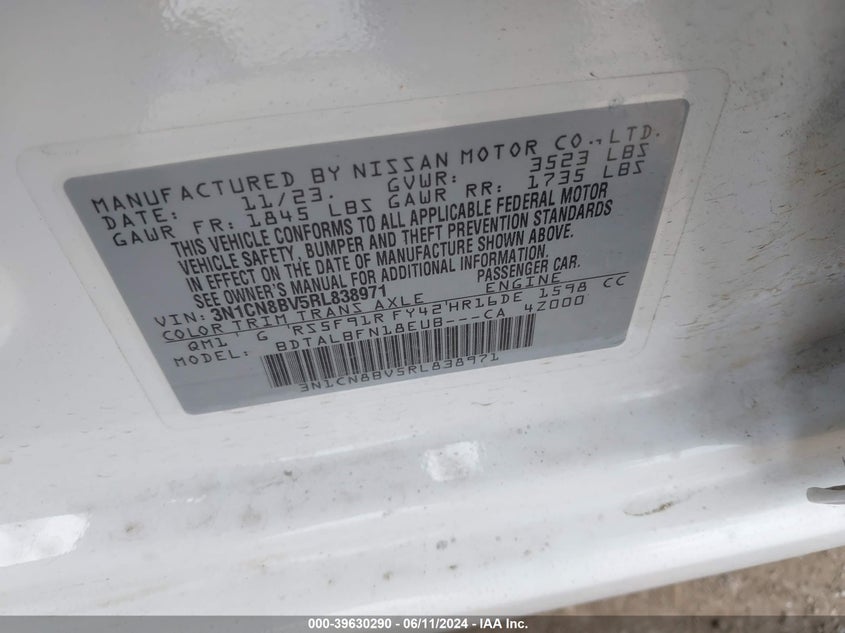 MANUFACTURED BY NISSAN MOTOR CO., LTD.
DATE: 11/23. GVWR: 3523 LBS
GAWR FR: 1845 LBS GAWR RR: 1735 LBS
THIS VEHICLE CONFORMS TO ALL APPLICABLE FEDERAL MOTOR
VEHICLE SAFETY, BUMPER AND THEFT PREVENTION STANDARDS
IN EFFECT ON THE DATE OF MANUFACTURE SHOWN ABOVE.
SEE OWNER'S MANUAL FOR ADDITIONAL INFORMATION.
VIN: 3N1CN8BV5RL838971 PASSENGER CAR.
COLOR TRIM TRANS AXLE ENGINE
QM1 G RS5F91R FY42 HR16DE 1598 CC
MODEL: BDTALBFN18EUB---CA 4Z000
3N1CN8BV5RL838971
000-39630290 - 06/11/2024 - IAA Inc.